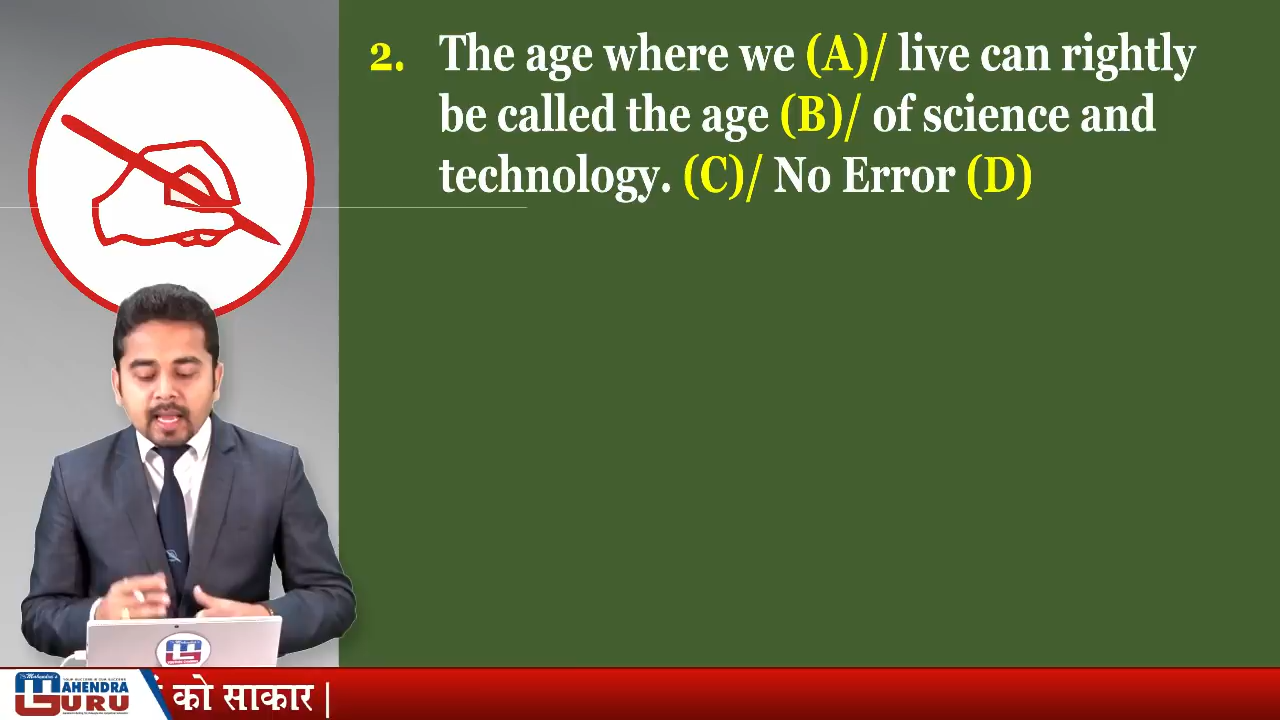 2. The age where we (A)/ live can rightly
be called the age (B)/ of science and
technology. (C)/ No Error (D)
Mahendra's
MAHENDRA
GURU
को साकार |